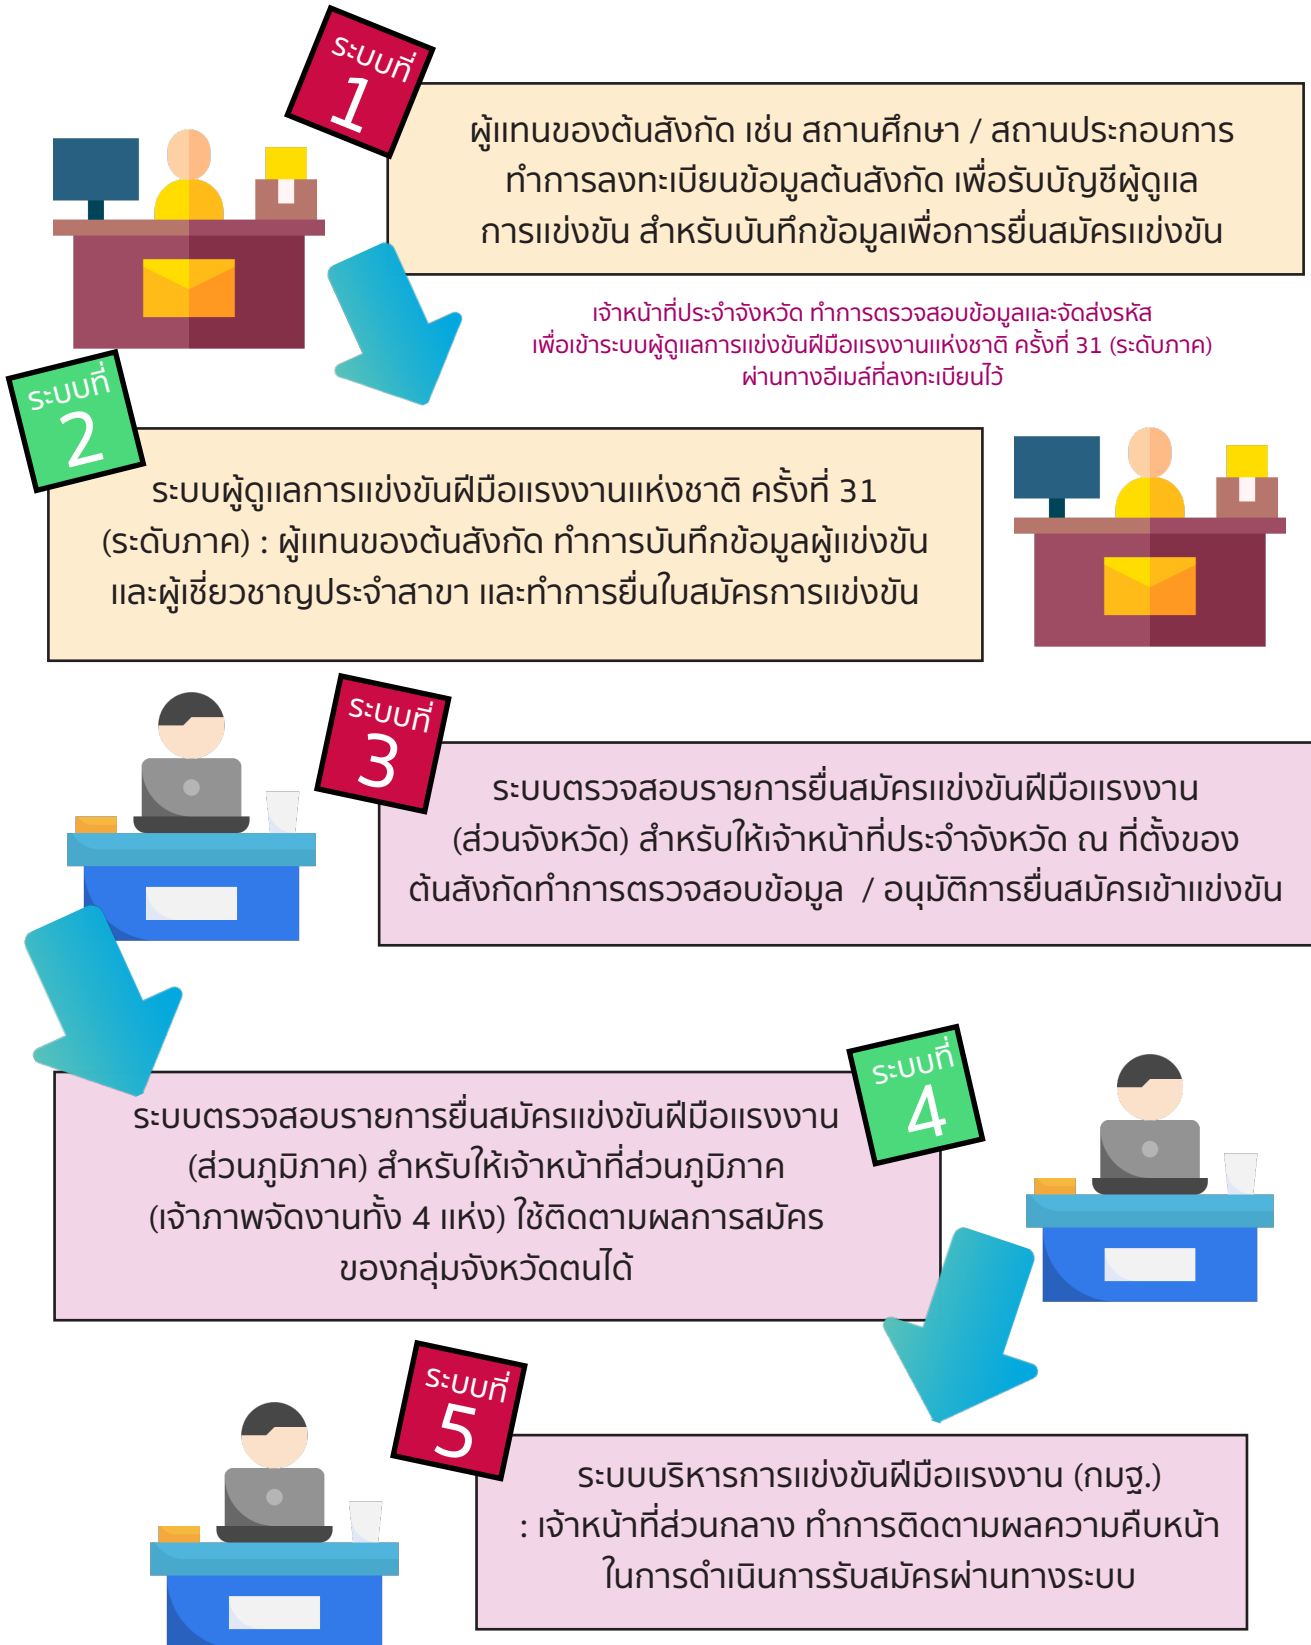 ระบบที่
1
ผู้แทนของต้นสังกัด เช่น สถานศึกษา / สถานประกอบการ
ทำการลงทะเบียนข้อมูลต้นสังกัด เพื่อรับบัญชีผู้ดูแล
การแข่งขัน สำหรับบันทึกข้อมูลเพื่อการยื่นสมัครแข่งขัน
เจ้าหน้าที่ประจำจังหวัด ทำการตรวจสอบข้อมูลและจัดส่งรหัส
เพื่อเข้าระบบผู้ดูแลการแข่งขันฝีมือแรงงานแห่งชาติ ครั้งที่ 31 (ระดับภาค)
ผ่านทางอีเมล์ที่ลงทะเบียนไว้
ระบบที่
2
ระบบผู้ดูแลการแข่งขันฝีมือแรงงานแห่งชาติ ครั้งที่ 31
(ระดับภาค) : ผู้แทนของต้นสังกัด ทำการบันทึกข้อมูลผู้แข่งขัน
และผู้เชี่ยวชาญประจำสาขา และทำการยื่นใบสมัครการแข่งขัน
ระบบที่
3
ระบบตรวจสอบรายการยื่นสมัครแข่งขันฝีมือแรงงาน
(ส่วนจังหวัด) สำหรับให้เจ้าหน้าที่ประจำจังหวัด ณ ที่ตั้งของ
ต้นสังกัดทำการตรวจสอบข้อมูล / อนุมัติการยื่นสมัครเข้าแข่งขัน
ระบบที่
4
ระบบตรวจสอบรายการยื่นสมัครแข่งขันฝีมือแรงงาน
(ส่วนภูมิภาค) สำหรับให้เจ้าหน้าที่ส่วนภูมิภาค
(เจ้าภาพจัดงานทั้ง 4 แห่ง) ใช้ติดตามผลการสมัคร
ของกลุ่มจังหวัดตนได้
ระบบที่
5
ระบบบริหารการแข่งขันฝีมือแรงงาน (กมฐ.)
: เจ้าหน้าที่ส่วนกลาง ทำการติดตามผลความคืบหน้า
ในการดำเนินการรับสมัครผ่านทางระบบ